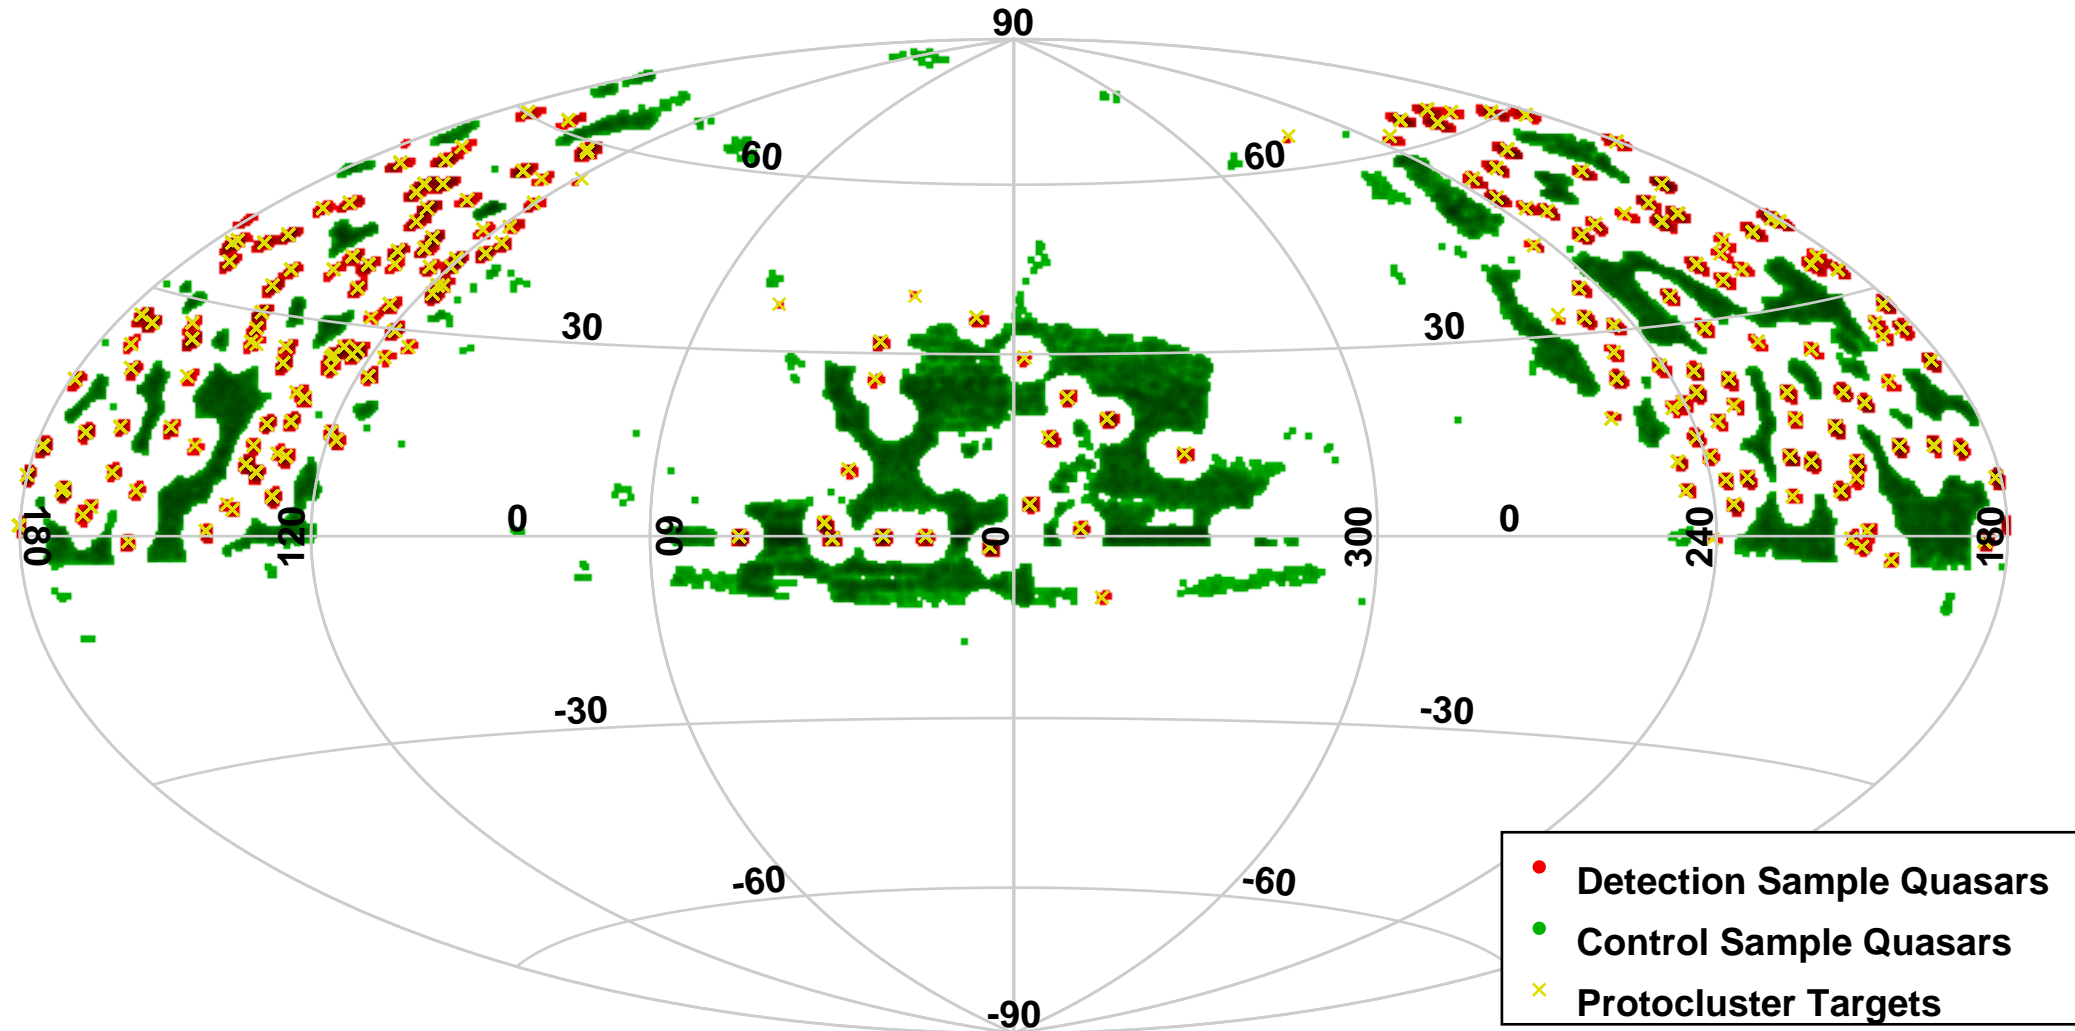 90
60 60
30 30
0 0
180 120 60 0 300 240 180
-30 -30
-60 -60
-90
Detection Sample Quasars
Control Sample Quasars
Protocluster Targets